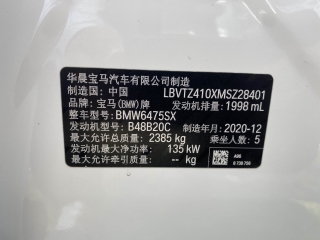 华晨宝马汽车有限公司制造
制造国：中国 LBVTZ410XMSZ28401
品牌：宝马(BMW)牌 发动机排量：1998 mL
整车型号：BMW6475SX
发动机型号：B48B20C 制造年月：2020-12
最大允许总质量：2385 kg 乘坐人数：5
发动机最大净功率：135 kW
最大允许牵引质量：-- kg